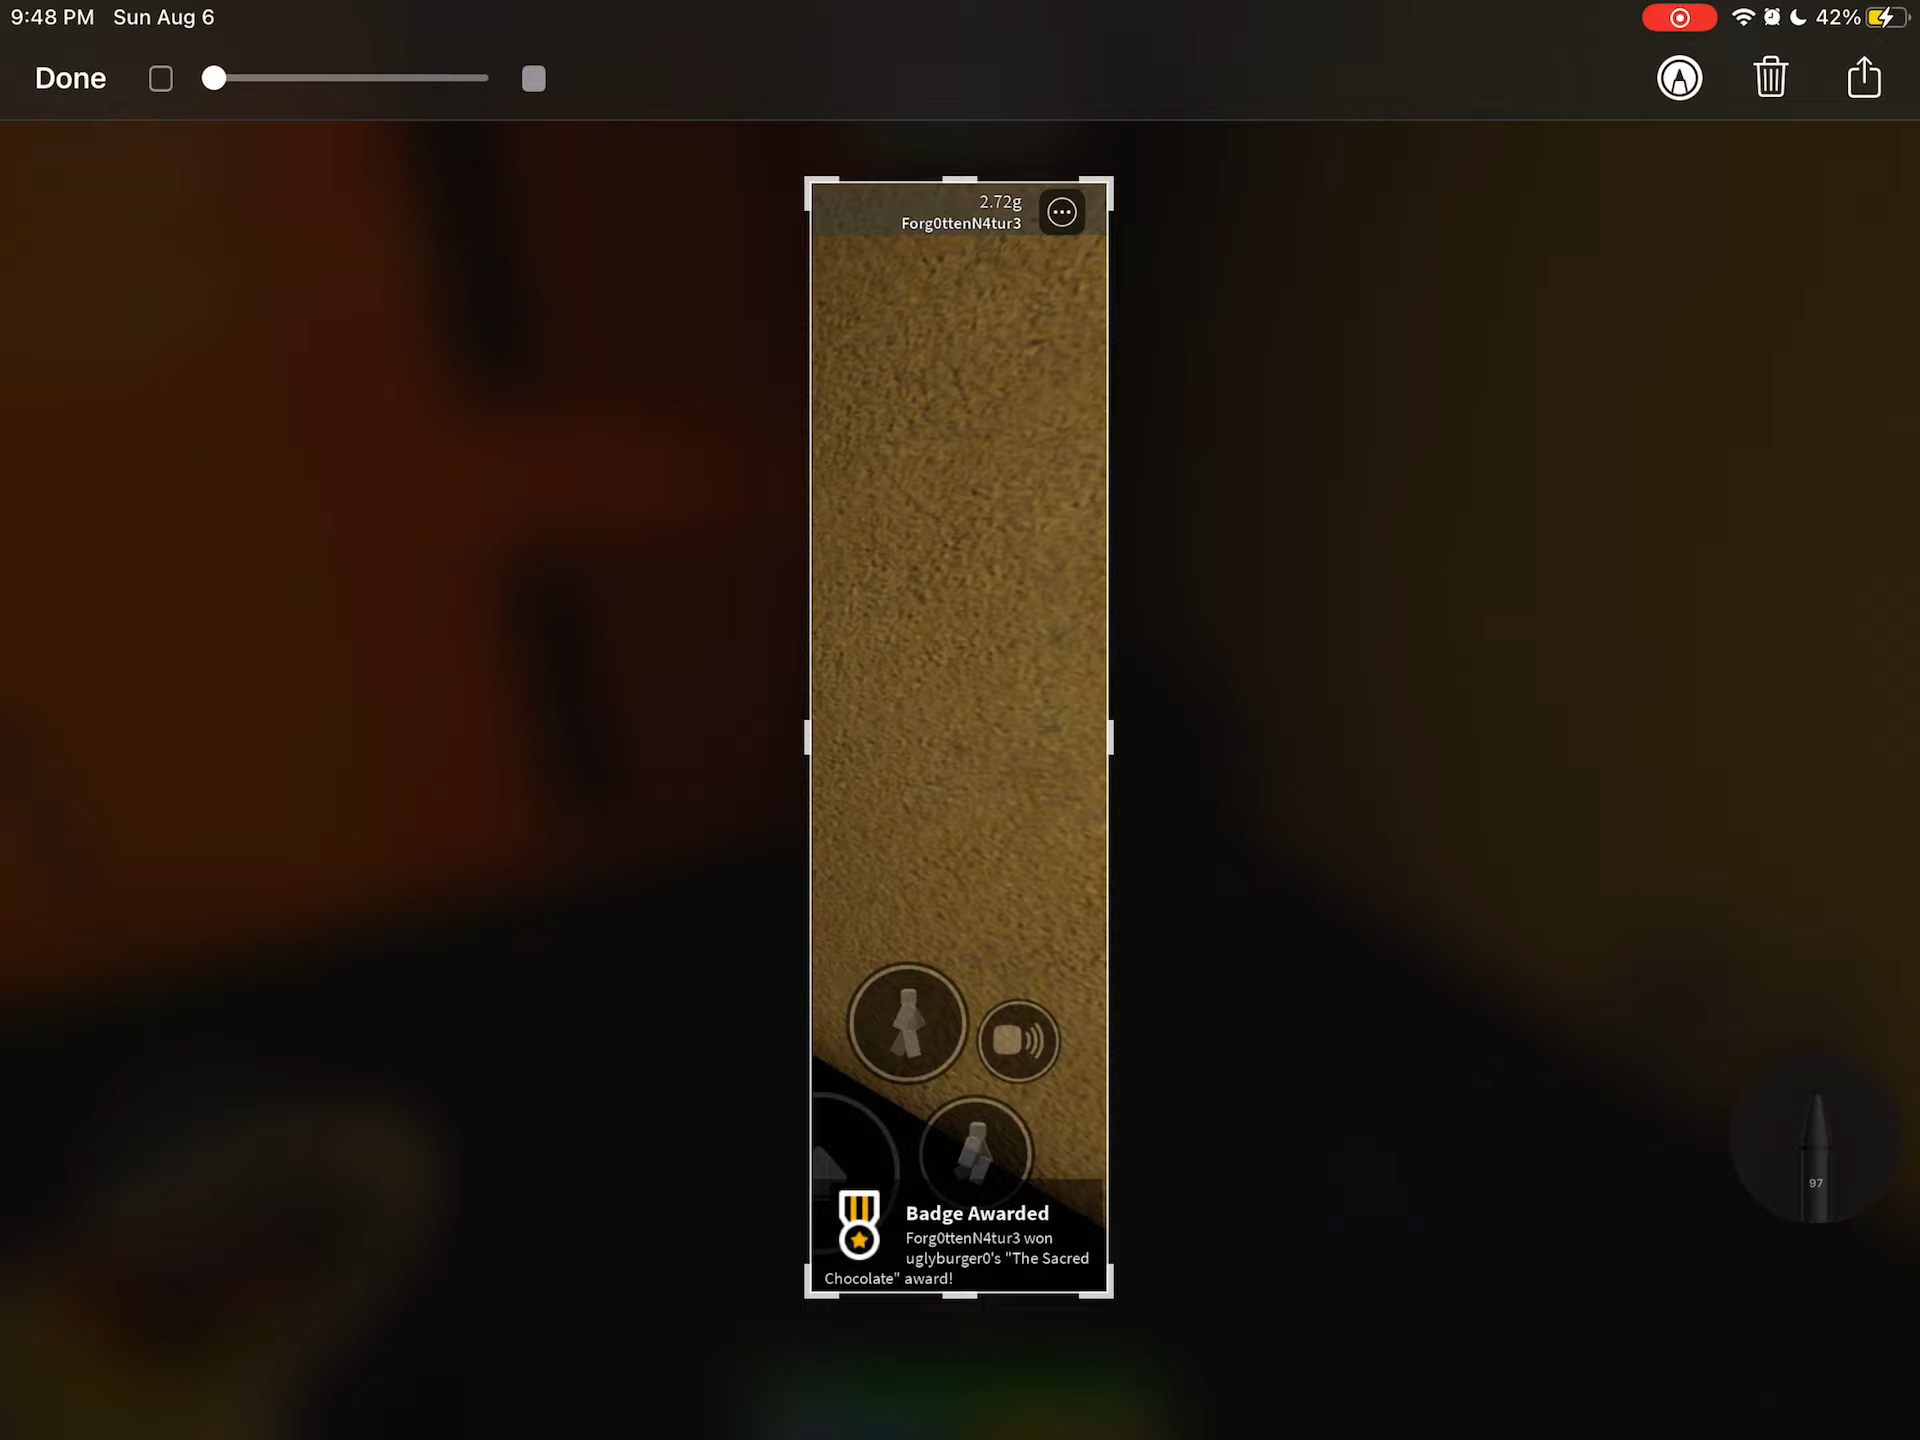 9:48 PM Sun Aug 6
42%
Done
2.72g
Forg0ttenN4tur3
97
Badge Awarded
Forg0ttenN4tur3 won
uglyburger0's "The Sacred
Chocolate" award!